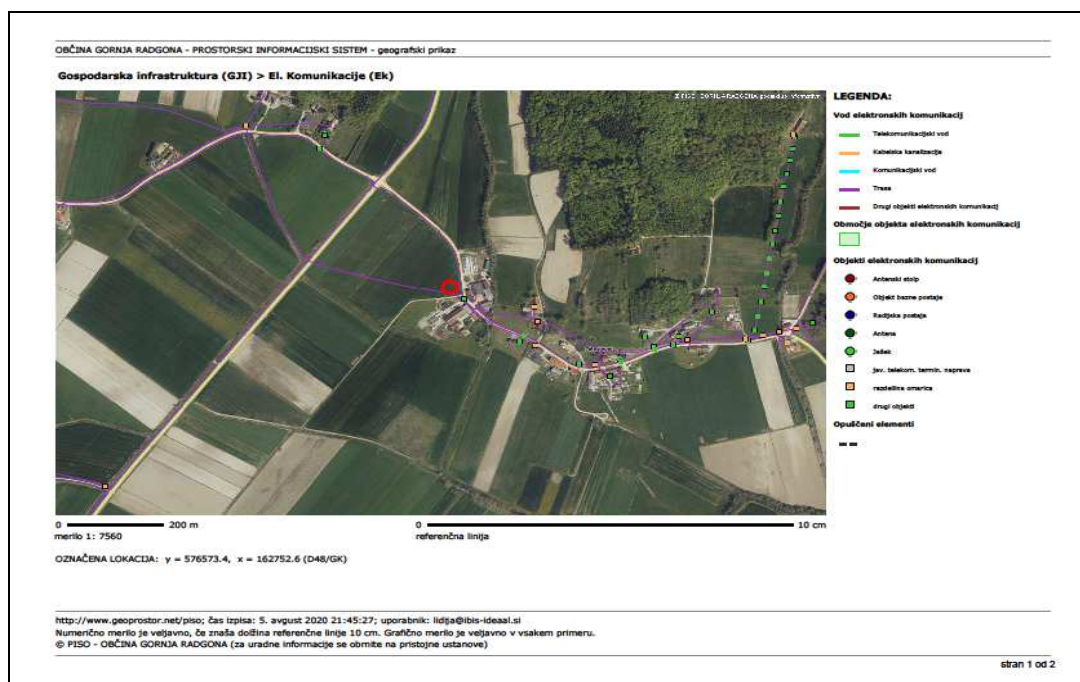 OBČINA GORNJA RADGONA - PROSTORSKI INFORMACIJSKI SISTEM - geografski prikaz
Gospodarska infrastruktura (GJI) > El. Komunikacije (Ek)
LEGENDA:
Vod elektronskih komunikacij
Telekomunikacijski vod
Kabelska kanalizacija
Komunikacijski vod
Trasa
Drugi objekti elektronskih komunikacij
Območje objekta elektronskih komunikacij
Objekti elektronskih komunikacij
Antenski stolp
Objekt bazne postaje
Radijska postaja
Antena
Jašek
jav. telekom. termin. naprava
razdelilna omarica
drugi objekti
Opuščeni elementi
0 200 m
merilo 1: 7560
0 10 cm
referenčna linija
OZNAČENA LOKACIJA: y = 576573.4, x = 162752.6 (D48/GK)
http://www.geoprostor.net/piso; čas izpisa: 5. avgust 2020 21:45:27; uporabnik: lidija@ibis-ideaal.si
Numerično merilo je veljavno, če znaša dolžina referenčne linije 10 cm. Grafično merilo je veljavno v vsakem primeru.
© PISO - OBČINA GORNJA RADGONA (za uradne informacije se obrnite na pristojne ustanove)
stran 1 od 2